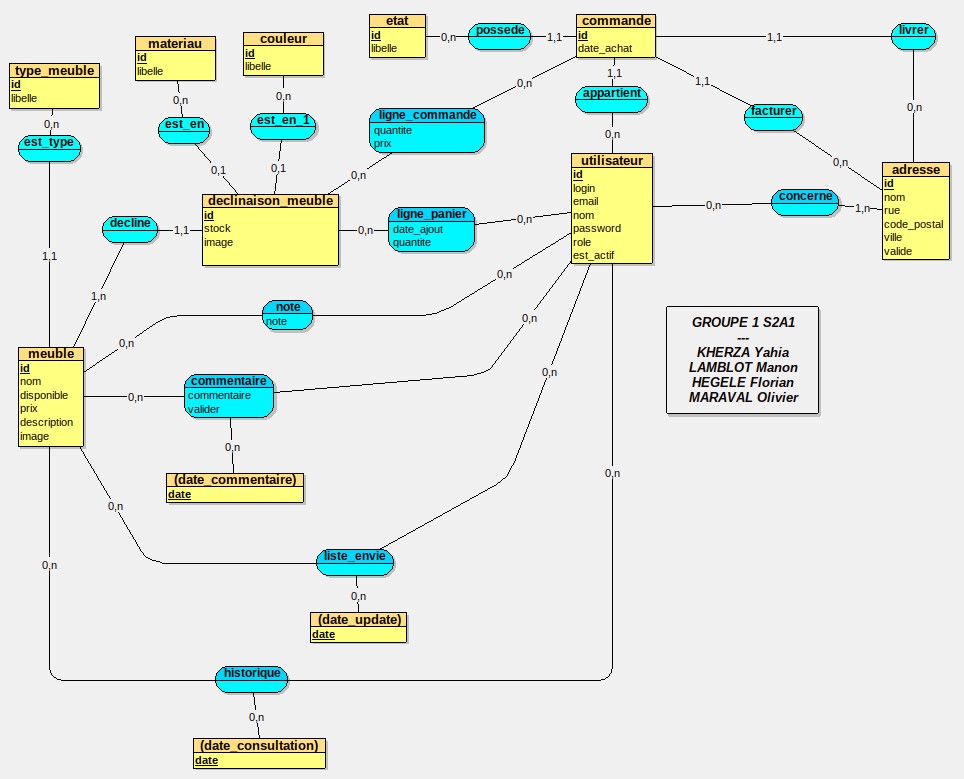 etat
id
libelle
0,n
possede
1,1
commande
id
date_achat
1,1
livrer
materiau
id
libelle
couleur
id
libelle
type_meuble
id
libelle
0,n
0,n
0,n
1,1
1,1
0,n
est_type
est_en
est_en_1
ligne_commande
quantite
prix
appartient
facturer
0,n
0,n
0,1
0,1
0,n
0,n
utilisateur
id
login
email
nom
password
role
est_actif
adresse
id
nom
rue
code_postal
ville
valide
declinaison_meuble
id
stock
image
decline
1,1
0,n
ligne_panier
date_ajout
quantite
0,n
0,n
concerne
1,n
1,1
1,n
0,n
note
note
0,n
0,n
GROUPE 1 S2A1
---
KHERZA Yahia
LAMBLOT Manon
HEGELE Florian
MARAVAL Olivier
meuble
id
nom
disponible
prix
description
image
0,n
commentaire
commentaire
valider
0,n
0,n
(date_commentaire)
date
0,n
0,n
0,n
liste_envie
0,n
(date_update)
date
historique
0,n
(date_consultation)
date